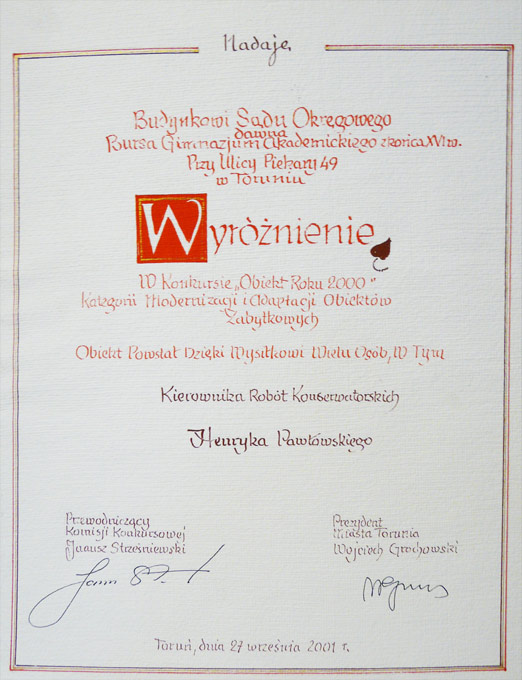 Nadaje
Budynkowi Sądu Okręgowego
dawna
Bursa Gimnazjum Akademickiego z końca XVI w.
Przy Ulicy Piekary 49
w Toruniu
Wyróżnienie
W Konkursie „Obiekt Roku 2000"
Kategorii Modernizacji i Adaptacji Obiektów
Zabytkowych
Obiekt Powstał Dzięki Wysiłkowi Wielu Osób, W Tym
Kierownika Robót Konserwatorskich
Henryka Pawłowskiego
Przewodniczący
Komisji Konkursowej
Janusz Strześniewski
Prezydent
Miasta Torunia
Wojciech Grochowski
Toruń, dnia 27 września 2001 r.